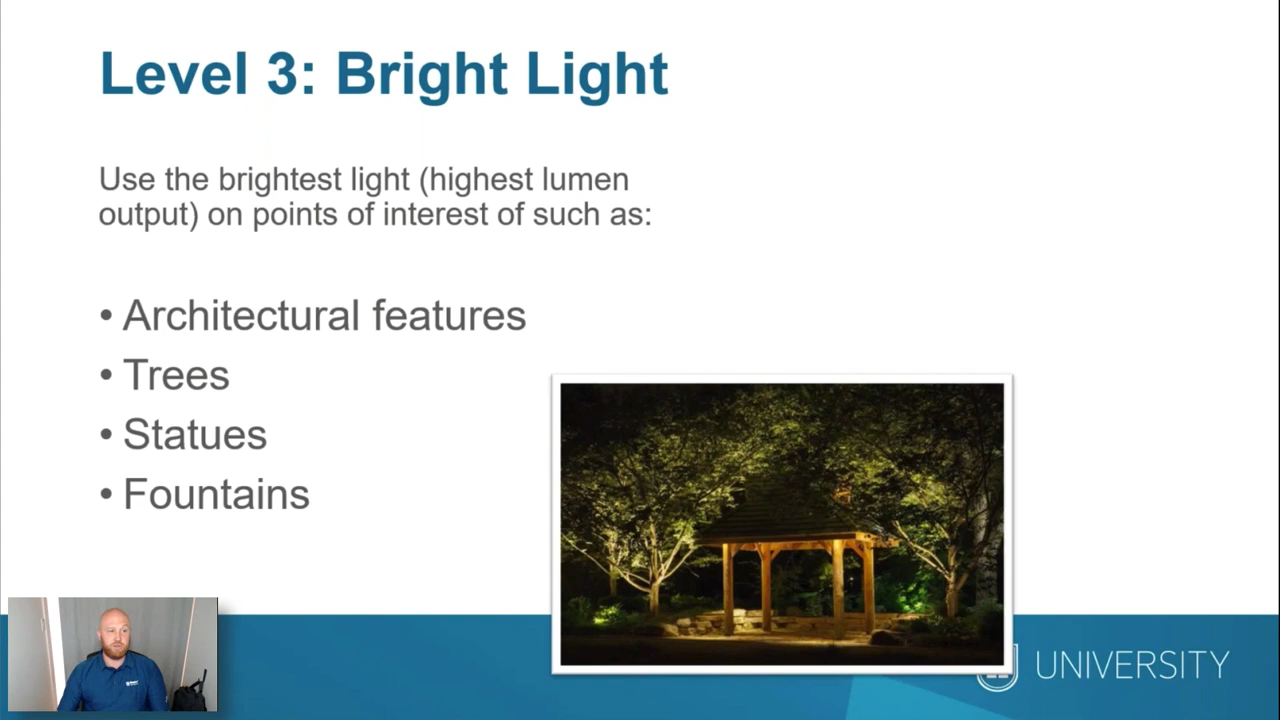 Level 3: Bright Light
Use the brightest light (highest lumen
output) on points of interest of such as:
• Architectural features
• Trees
• Statues
• Fountains
UNIVERSITY